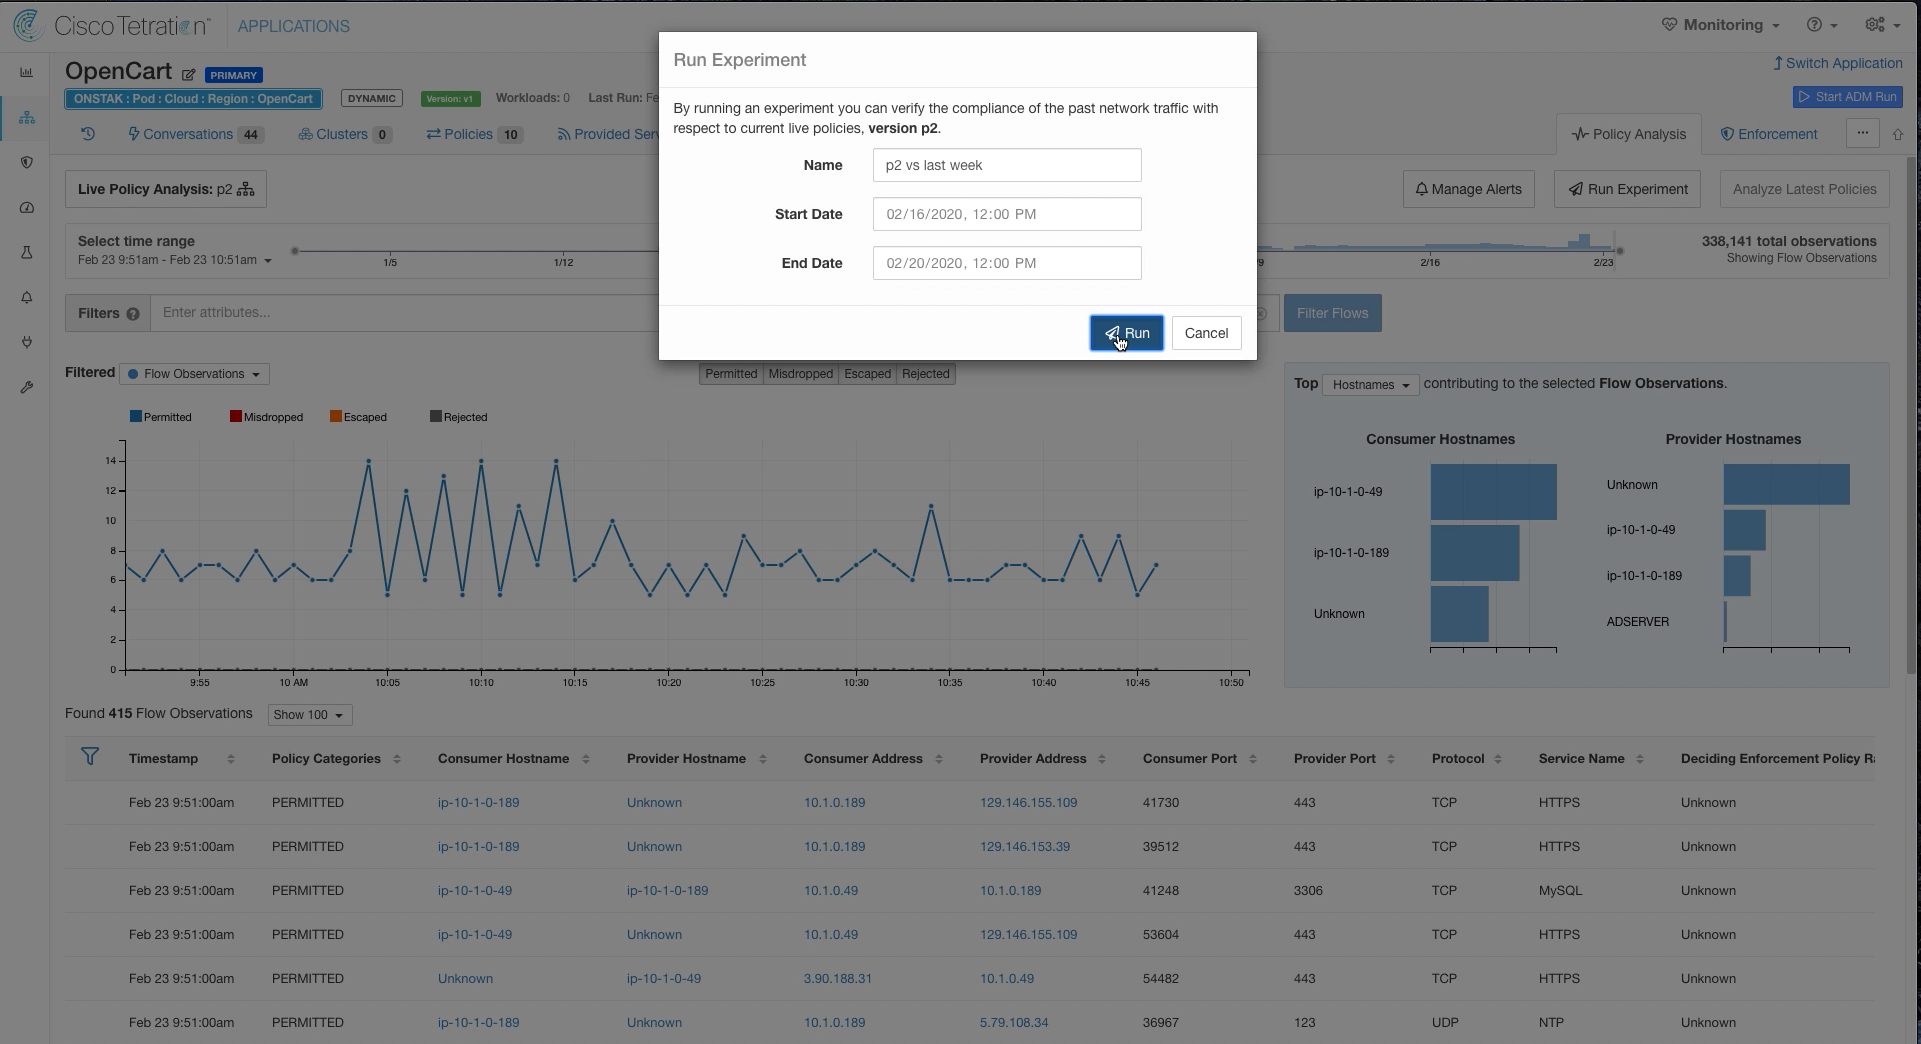 Cisco Tetration™
APPLICATIONS
Monitoring
OpenCart PRIMARY
Switch Application
ONSTAK : Pod : Cloud : Region : OpenCart DYNAMIC Version: v1 Workloads: 0 Last Run: Fe
Start ADM Run
Conversations 44 Clusters 0 Policies 10 Provided Serv
Policy Analysis Enforcement ...
Run Experiment
By running an experiment you can verify the compliance of the past network traffic with
respect to current live policies, version p2.
Name p2 vs last week
Start Date 02/16/2020, 12:00 PM
End Date 02/20/2020, 12:00 PM
Run Cancel
Live Policy Analysis: p2
Manage Alerts Run Experiment Analyze Latest Policies
Select time range
Feb 23 9:51am - Feb 23 10:51am
1/5 1/12 2/16 2/23
338,141 total observations
Showing Flow Observations
Filters ? Enter attributes...
Filter Flows
Filtered Flow Observations
Permitted Misdropped Escaped Rejected
Permitted Misdropped Escaped Rejected
14
12
10
8
6
4
2
0
9:55 10 AM 10:05 10:10 10:15 10:20 10:25 10:30 10:35 10:40 10:45 10:50
Top Hostnames contributing to the selected Flow Observations.
Consumer Hostnames
ip-10-1-0-49
ip-10-1-0-189
Unknown
Provider Hostnames
Unknown
ip-10-1-0-49
ip-10-1-0-189
ADSERVER
Found 415 Flow Observations Show 100
Timestamp Policy Categories Consumer Hostname Provider Hostname Consumer Address Provider Address Consumer Port Provider Port Protocol Service Name Deciding Enforcement Policy Ra
Feb 23 9:51:00am PERMITTED ip-10-1-0-189 Unknown 10.1.0.189 129.146.155.109 41730 443 TCP HTTPS Unknown
Feb 23 9:51:00am PERMITTED ip-10-1-0-189 Unknown 10.1.0.189 129.146.153.39 39512 443 TCP HTTPS Unknown
Feb 23 9:51:00am PERMITTED ip-10-1-0-49 ip-10-1-0-189 10.1.0.49 10.1.0.189 41248 3306 TCP MySQL Unknown
Feb 23 9:51:00am PERMITTED ip-10-1-0-49 Unknown 10.1.0.49 129.146.155.109 53604 443 TCP HTTPS Unknown
Feb 23 9:51:00am PERMITTED Unknown ip-10-1-0-49 3.90.188.31 10.1.0.49 54482 443 TCP HTTPS Unknown
Feb 23 9:51:00am PERMITTED ip-10-1-0-189 Unknown 10.1.0.189 5.79.108.34 36967 123 UDP NTP Unknown